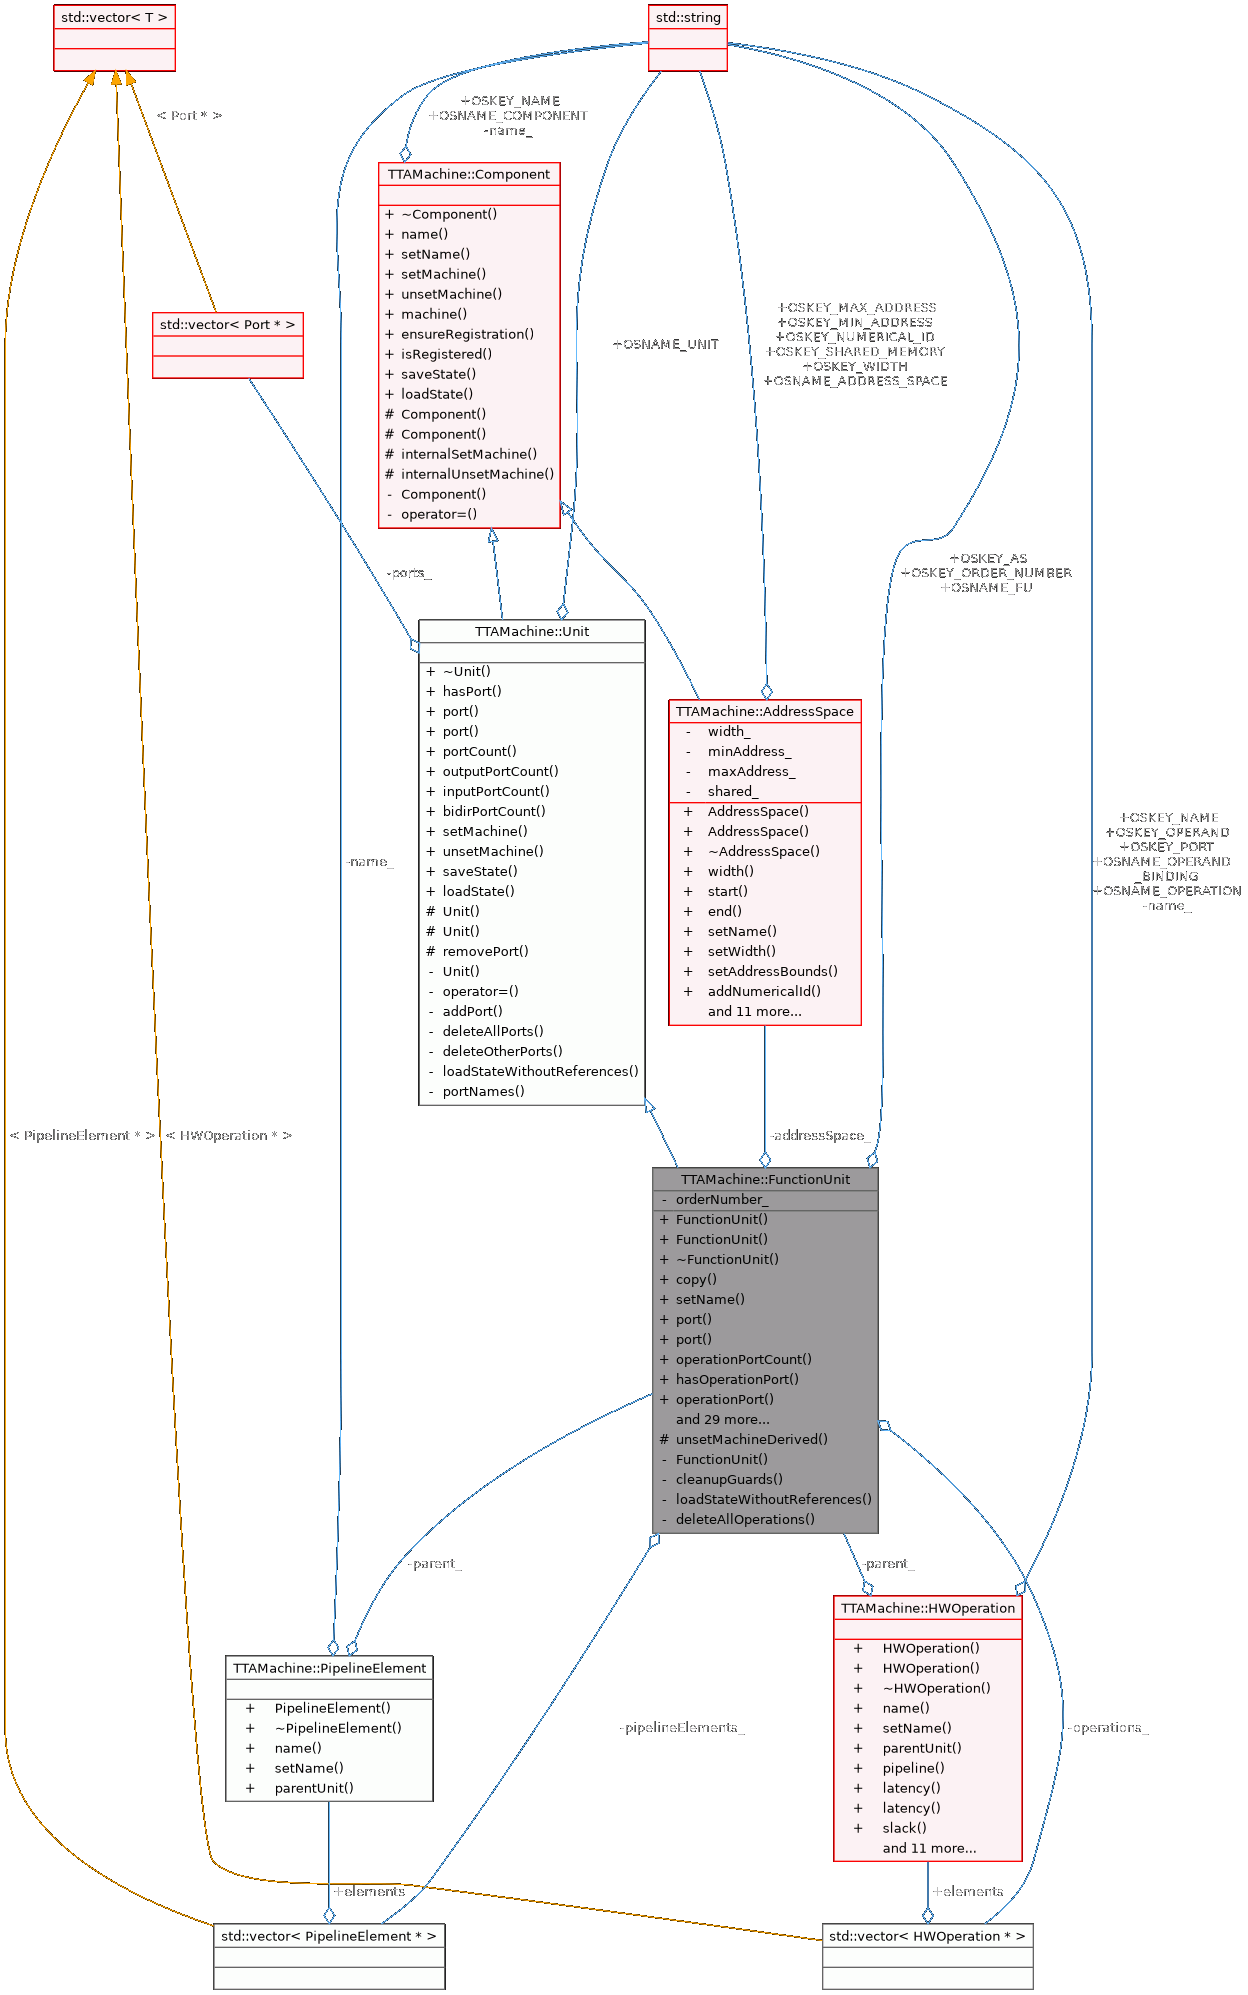 std::vector< T >
std::string
< Port * >
+OSKEY_NAME
+OSNAME_COMPONENT
-name_
TTAMachine::Component
+ ~Component()
+ name()
+ setName()
+ setMachine()
+ unsetMachine()
+ machine()
+ ensureRegistration()
+ isRegistered()
+ saveState()
+ loadState()
# Component()
# Component()
# internalSetMachine()
# internalUnsetMachine()
- Component()
- operator=()
std::vector< Port * >
+OSNAME_UNIT
+OSKEY_MAX_ADDRESS
+OSKEY_MIN_ADDRESS
+OSKEY_NUMERICAL_ID
+OSKEY_SHARED_MEMORY
+OSKEY_WIDTH
+OSNAME_ADDRESS_SPACE
-ports_
+OSKEY_AS
+OSKEY_ORDER_NUMBER
+OSNAME_FU
TTAMachine::Unit
+ ~Unit()
+ hasPort()
+ port()
+ port()
+ portCount()
+ outputPortCount()
+ inputPortCount()
+ bidirPortCount()
+ setMachine()
+ unsetMachine()
+ saveState()
+ loadState()
# Unit()
# Unit()
# removePort()
- Unit()
- operator=()
- addPort()
- deleteAllPorts()
- deleteOtherPorts()
- loadStateWithoutReferences()
- portNames()
TTAMachine::AddressSpace
- width_
- minAddress_
- maxAddress_
- shared_
+ AddressSpace()
+ AddressSpace()
+ ~AddressSpace()
+ width()
+ start()
+ end()
+ setName()
+ setWidth()
+ setAddressBounds()
+ addNumericalId()
and 11 more...
-name_
+OSKEY_NAME
+OSKEY_OPERAND
+OSKEY_PORT
+OSNAME_OPERAND
_BINDING
+OSNAME_OPERATION
-name_
< PipelineElement * >
< HWOperation * >
-addressSpace_
TTAMachine::FunctionUnit
- orderNumber_
+ FunctionUnit()
+ FunctionUnit()
+ ~FunctionUnit()
+ copy()
+ setName()
+ port()
+ port()
+ operationPortCount()
+ hasOperationPort()
+ operationPort()
and 29 more...
# unsetMachineDerived()
- FunctionUnit()
- cleanupGuards()
- loadStateWithoutReferences()
- deleteAllOperations()
-parent_
-parent_
TTAMachine::PipelineElement
+ PipelineElement()
+ ~PipelineElement()
+ name()
+ setName()
+ parentUnit()
-pipelineElements_
TTAMachine::HWOperation
+ HWOperation()
+ HWOperation()
+ ~HWOperation()
+ name()
+ setName()
+ parentUnit()
+ pipeline()
+ latency()
+ latency()
+ slack()
and 11 more...
-operations_
+elements
+elements
std::vector< PipelineElement * >
std::vector< HWOperation * >